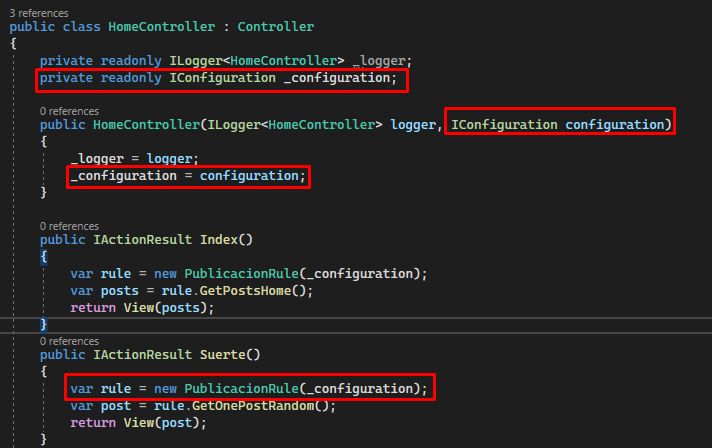 3 references
public class HomeController : Controller
{
private readonly ILogger<HomeController> _logger;
private readonly IConfiguration _configuration;
0 references
public HomeController(ILogger<HomeController> logger, IConfiguration configuration)
{
_logger = logger;
_configuration = configuration;
}
0 references
public IActionResult Index()
{
var rule = new PublicacionRule(_configuration);
var posts = rule.GetPostsHome();
return View(posts);
}
0 references
public IActionResult Suerte()
{
var rule = new PublicacionRule(_configuration);
var post = rule.GetOnePostRandom();
return View(post);
}